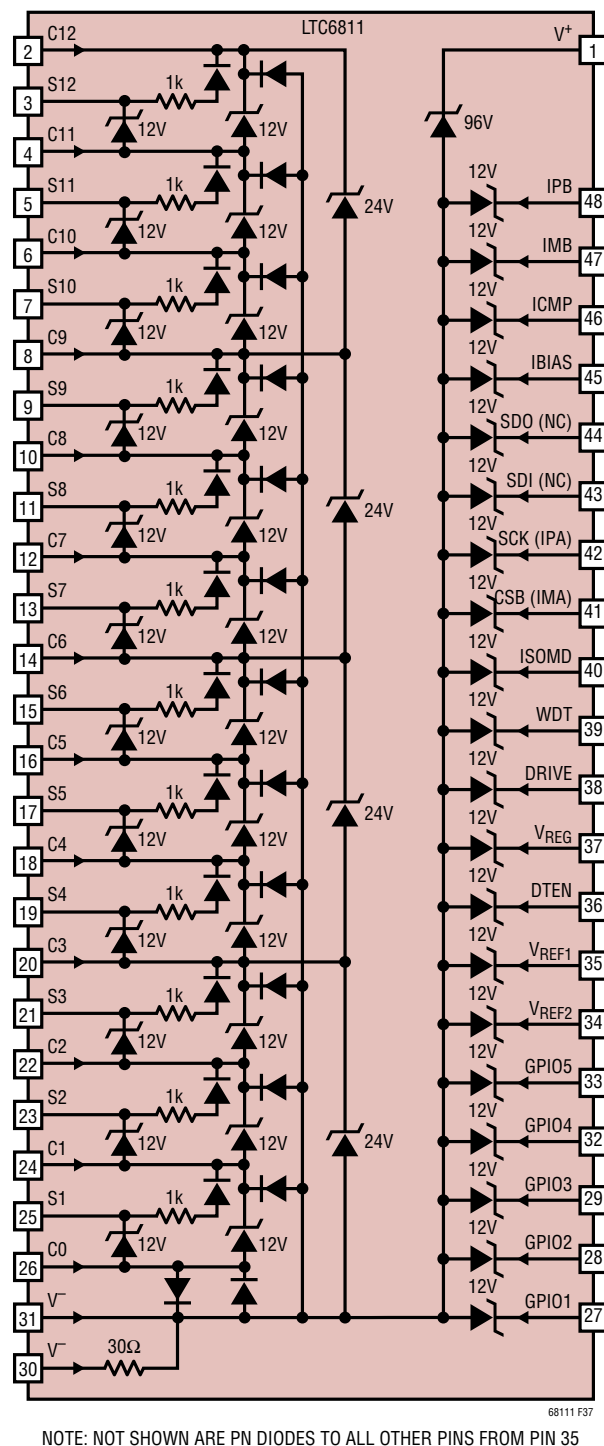 LTC6811
C12
V+
2
1
S12
1k
3
12V
12V
96V
C11
4
12V
IPB
48
S11
1k
24V
5
12V
12V
12V
IMB
47
C10
6
12V
ICMP
46
S10
1k
7
12V
12V
12V
IBIAS
45
C9
8
S9
1k
12V
SDO (NC)
44
9
12V
12V
C8
10
12V
SDI (NC)
43
S8
1k
24V
11
12V
12V
12V
SCK (IPA)
42
C7
12
12V
CSB (IMA)
41
S7
1k
13
12V
12V
12V
ISOMD
40
C6
14
S6
1k
12V
WDT
39
15
12V
12V
C5
16
12V
DRIVE
38
S5
1k
24V
17
12V
12V
12V
VREG
37
C4
18
12V
DTEN
36
S4
1k
19
12V
12V
12V
VREF1
35
C3
20
S3
1k
12V
VREF2
34
21
12V
12V
C2
22
12V
GPIO5
33
S2
1k
23
12V
12V
24V
12V
GPIO4
32
C1
24
12V
GPIO3
29
S1
1k
25
12V
12V
12V
GPIO2
28
C0
26
12V
GPIO1
27
V–
31
V–
30Ω
30
68111 F37
NOTE: NOT SHOWN ARE PN DIODES TO ALL OTHER PINS FROM PIN 35